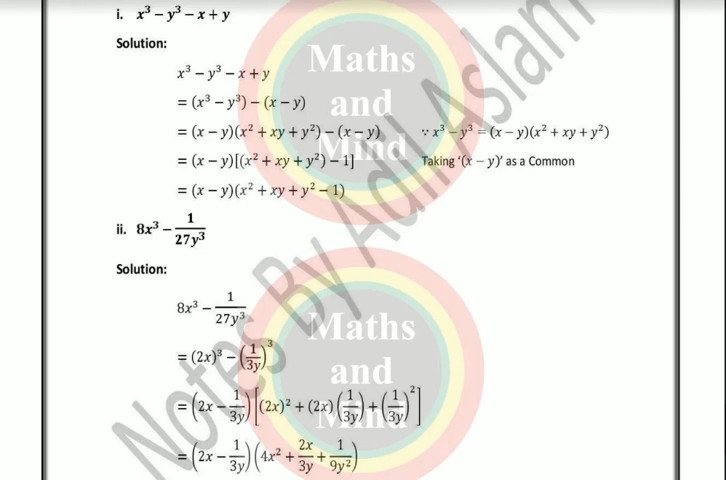 i. x³ – y³ – x + y
Solution:
x³ – y³ – x + y
= (x³ – y³) – (x – y)
= (x – y)(x² + xy + y²) – (x – y) ∵ x³ – y³ = (x – y)(x² + xy + y²)
= (x – y)[(x² + xy + y²) – 1] Taking '(x – y)' as a Common
= (x – y)(x² + xy + y² – 1)
ii. 8x³ – 1/27y³
Solution:
8x³ – 1/27y³
= (2x)³ – (1/3y)³
= (2x – 1/3y)[(2x)² + (2x)(1/3y) + (1/3y)²]
= (2x – 1/3y)(4x² + 2x/3y + 1/9y²)
Maths
and
Mind
Maths
and
Mind
Notes By Adil Aslam